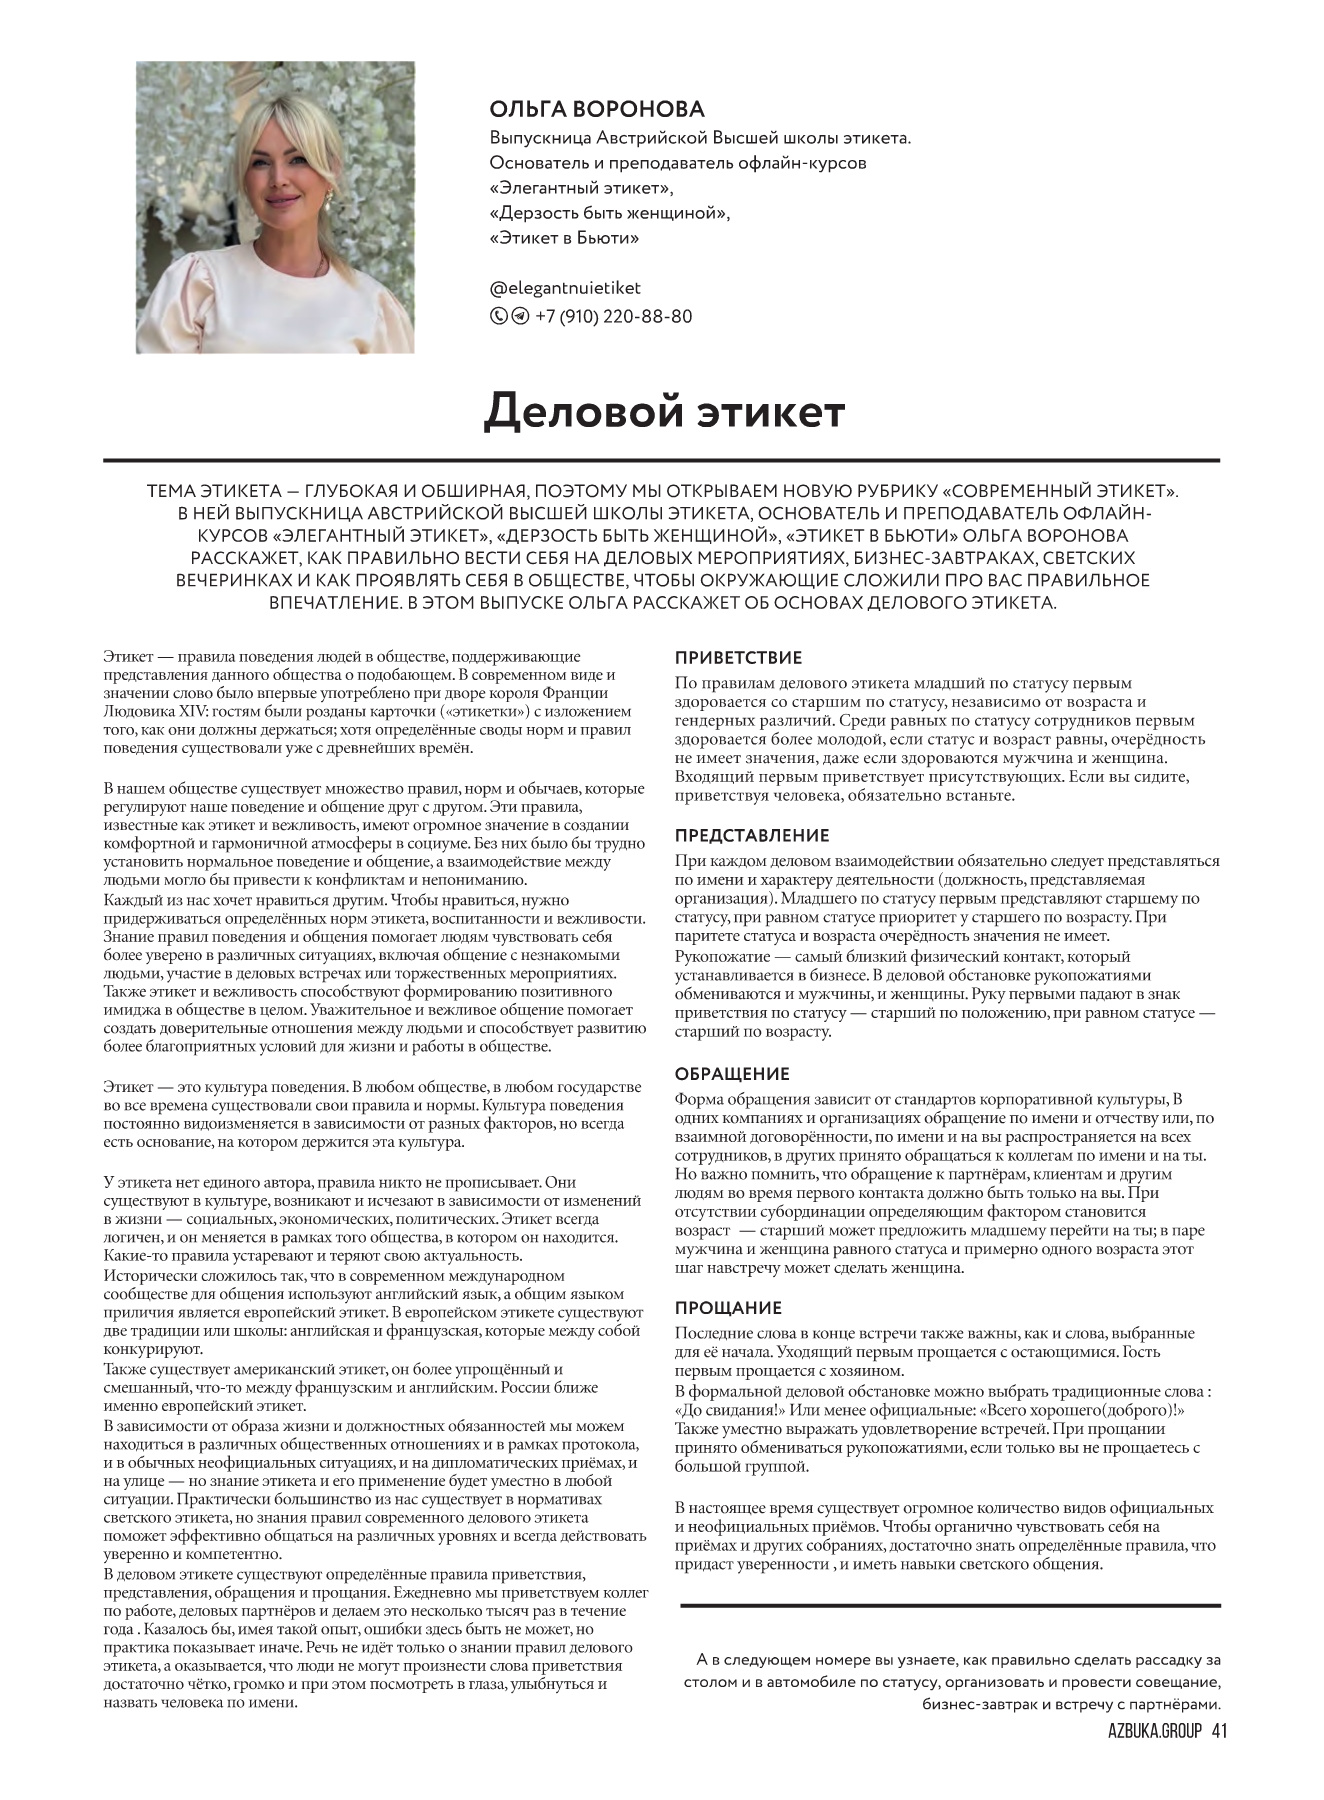 ОЛЬГА ВОРОНОВА
Выпускница Австрийской Высшей школы этикета.
Основатель и преподаватель офлайн-курсов
«Элегантный этикет»,
«Дерзость быть женщиной»,
«Этикет в Бьюти»
@elegantnuietiket
+7 (910) 220-88-80
Деловой этикет
ТЕМА ЭТИКЕТА — ГЛУБОКАЯ И ОБШИРНАЯ, ПОЭТОМУ МЫ ОТКРЫВАЕМ НОВУЮ РУБРИКУ «СОВРЕМЕННЫЙ ЭТИКЕТ».
В НЕЙ ВЫПУСКНИЦА АВСТРИЙСКОЙ ВЫСШЕЙ ШКОЛЫ ЭТИКЕТА, ОСНОВАТЕЛЬ И ПРЕПОДАВАТЕЛЬ ОФЛАЙН-
КУРСОВ «ЭЛЕГАНТНЫЙ ЭТИКЕТ», «ДЕРЗОСТЬ БЫТЬ ЖЕНЩИНОЙ», «ЭТИКЕТ В БЬЮТИ» ОЛЬГА ВОРОНОВА
РАССКАЖЕТ, КАК ПРАВИЛЬНО ВЕСТИ СЕБЯ НА ДЕЛОВЫХ МЕРОПРИЯТИЯХ, БИЗНЕС-ЗАВТРАКАХ, СВЕТСКИХ
ВЕЧЕРИНКАХ И КАК ПРОЯВЛЯТЬ СЕБЯ В ОБЩЕСТВЕ, ЧТОБЫ ОКРУЖАЮЩИЕ СЛОЖИЛИ ПРО ВАС ПРАВИЛЬНОЕ
ВПЕЧАТЛЕНИЕ. В ЭТОМ ВЫПУСКЕ ОЛЬГА РАССКАЖЕТ ОБ ОСНОВАХ ДЕЛОВОГО ЭТИКЕТА.
Этикет — правила поведения людей в обществе, поддерживающие
представления данного общества о подобающем. В современном виде и
значении слово было впервые употреблено при дворе короля Франции
Людовика XIV: гостям были розданы карточки («этикетки») с изложением
того, как они должны держаться; хотя определённые своды норм и правил
поведения существовали уже с древнейших времён.
В нашем обществе существует множество правил, норм и обычаев, которые
регулируют наше поведение и общение друг с другом. Эти правила,
известные как этикет и вежливость, имеют огромное значение в создании
комфортной и гармоничной атмосферы в социуме. Без них было бы трудно
установить нормальное поведение и общение, а взаимодействие между
людьми могло бы привести к конфликтам и непониманию.
Каждый из нас хочет нравиться другим. Чтобы нравиться, нужно
придерживаться определённых норм этикета, воспитанности и вежливости.
Знание правил поведения и общения помогает людям чувствовать себя
более уверено в различных ситуациях, включая общение с незнакомыми
людьми, участие в деловых встречах или торжественных мероприятиях.
Также этикет и вежливость способствуют формированию позитивного
имиджа в обществе в целом. Уважительное и вежливое общение помогает
создать доверительные отношения между людьми и способствует развитию
более благоприятных условий для жизни и работы в обществе.
Этикет — это культура поведения. В любом обществе, в любом государстве
во все времена существовали свои правила и нормы. Культура поведения
постоянно видоизменяется в зависимости от разных факторов, но всегда
есть основание, на котором держится эта культура.
У этикета нет единого автора, правила никто не прописывает. Они
существуют в культуре, возникают и исчезают в зависимости от изменений
в жизни — социальных, экономических, политических. Этикет всегда
логичен, и он меняется в рамках того общества, в котором он находится.
Какие-то правила устаревают и теряют свою актуальность.
Исторически сложилось так, что в современном международном
сообществе для общения используют английский язык, а общим языком
приличия является европейский этикет. В европейском этикете существуют
две традиции или школы: английская и французская, которые между собой
конкурируют.
Также существует американский этикет, он более упрощённый и
смешанный, что-то между французским и английским. России ближе
именно европейский этикет.
В зависимости от образа жизни и должностных обязанностей мы можем
находиться в различных общественных отношениях и в рамках протокола,
и в обычных неофициальных ситуациях, и на дипломатических приёмах, и
на улице — но знание этикета и его применение будет уместно в любой
ситуации. Практически большинство из нас существует в нормативах
светского этикета, но знания правил современного делового этикета
поможет эффективно общаться на различных уровнях и всегда действовать
уверенно и компетентно.
В деловом этикете существуют определённые правила приветствия,
представления, обращения и прощания. Ежедневно мы приветствуем коллег
по работе, деловых партнёров и делаем это несколько тысяч раз в течение
года . Казалось бы, имея такой опыт, ошибки здесь быть не может, но
практика показывает иначе. Речь не идёт только о знании правил делового
этикета, а оказывается, что люди не могут произнести слова приветствия
достаточно чётко, громко и при этом посмотреть в глаза, улыбнуться и
назвать человека по имени.
ПРИВЕТСТВИЕ
По правилам делового этикета младший по статусу первым
здоровается со старшим по статусу, независимо от возраста и
гендерных различий. Среди равных по статусу сотрудников первым
здоровается более молодой, если статус и возраст равны, очерёдность
не имеет значения, даже если здороваются мужчина и женщина.
Входящий первым приветствует присутствующих. Если вы сидите,
приветствуя человека, обязательно встаньте.
ПРЕДСТАВЛЕНИЕ
При каждом деловом взаимодействии обязательно следует представляться
по имени и характеру деятельности (должность, представляемая
организация). Младшего по статусу первым представляют старшему по
статусу, при равном статусе приоритет у старшего по возрасту. При
паритете статуса и возраста очерёдность значения не имеет.
Рукопожатие — самый близкий физический контакт, который
устанавливается в бизнесе. В деловой обстановке рукопожатиями
обмениваются и мужчины, и женщины. Руку первыми падают в знак
приветствия по статусу — старший по положению, при равном статусе —
старший по возрасту.
ОБРАЩЕНИЕ
Форма обращения зависит от стандартов корпоративной культуры, В
одних компаниях и организациях обращение по имени и отчеству или, по
взаимной договорённости, по имени и на вы распространяется на всех
сотрудников, в других принято обращаться к коллегам по имени и на ты.
Но важно помнить, что обращение к партнёрам, клиентам и другим
людям во время первого контакта должно быть только на вы. При
отсутствии субординации определяющим фактором становится
возраст — старший может предложить младшему перейти на ты; в паре
мужчина и женщина равного статуса и примерно одного возраста этот
шаг навстречу может сделать женщина.
ПРОЩАНИЕ
Последние слова в конце встречи также важны, как и слова, выбранные
для её начала. Уходящий первым прощается с остающимися. Гость
первым прощается с хозяином.
В формальной деловой обстановке можно выбрать традиционные слова :
«До свидания!» Или менее официальные: «Всего хорошего(доброго)!»
Также уместно выражать удовлетворение встречей. При прощании
принято обмениваться рукопожатиями, если только вы не прощаетесь с
большой группой.
В настоящее время существует огромное количество видов официальных
и неофициальных приёмов. Чтобы органично чувствовать себя на
приёмах и других собраниях, достаточно знать определённые правила, что
придаст уверенности , и иметь навыки светского общения.
А в следующем номере вы узнаете, как правильно сделать рассадку за
столом и в автомобиле по статусу, организовать и провести совещание,
бизнес-завтрак и встречу с партнёрами.
AZBUKA.GROUP 41